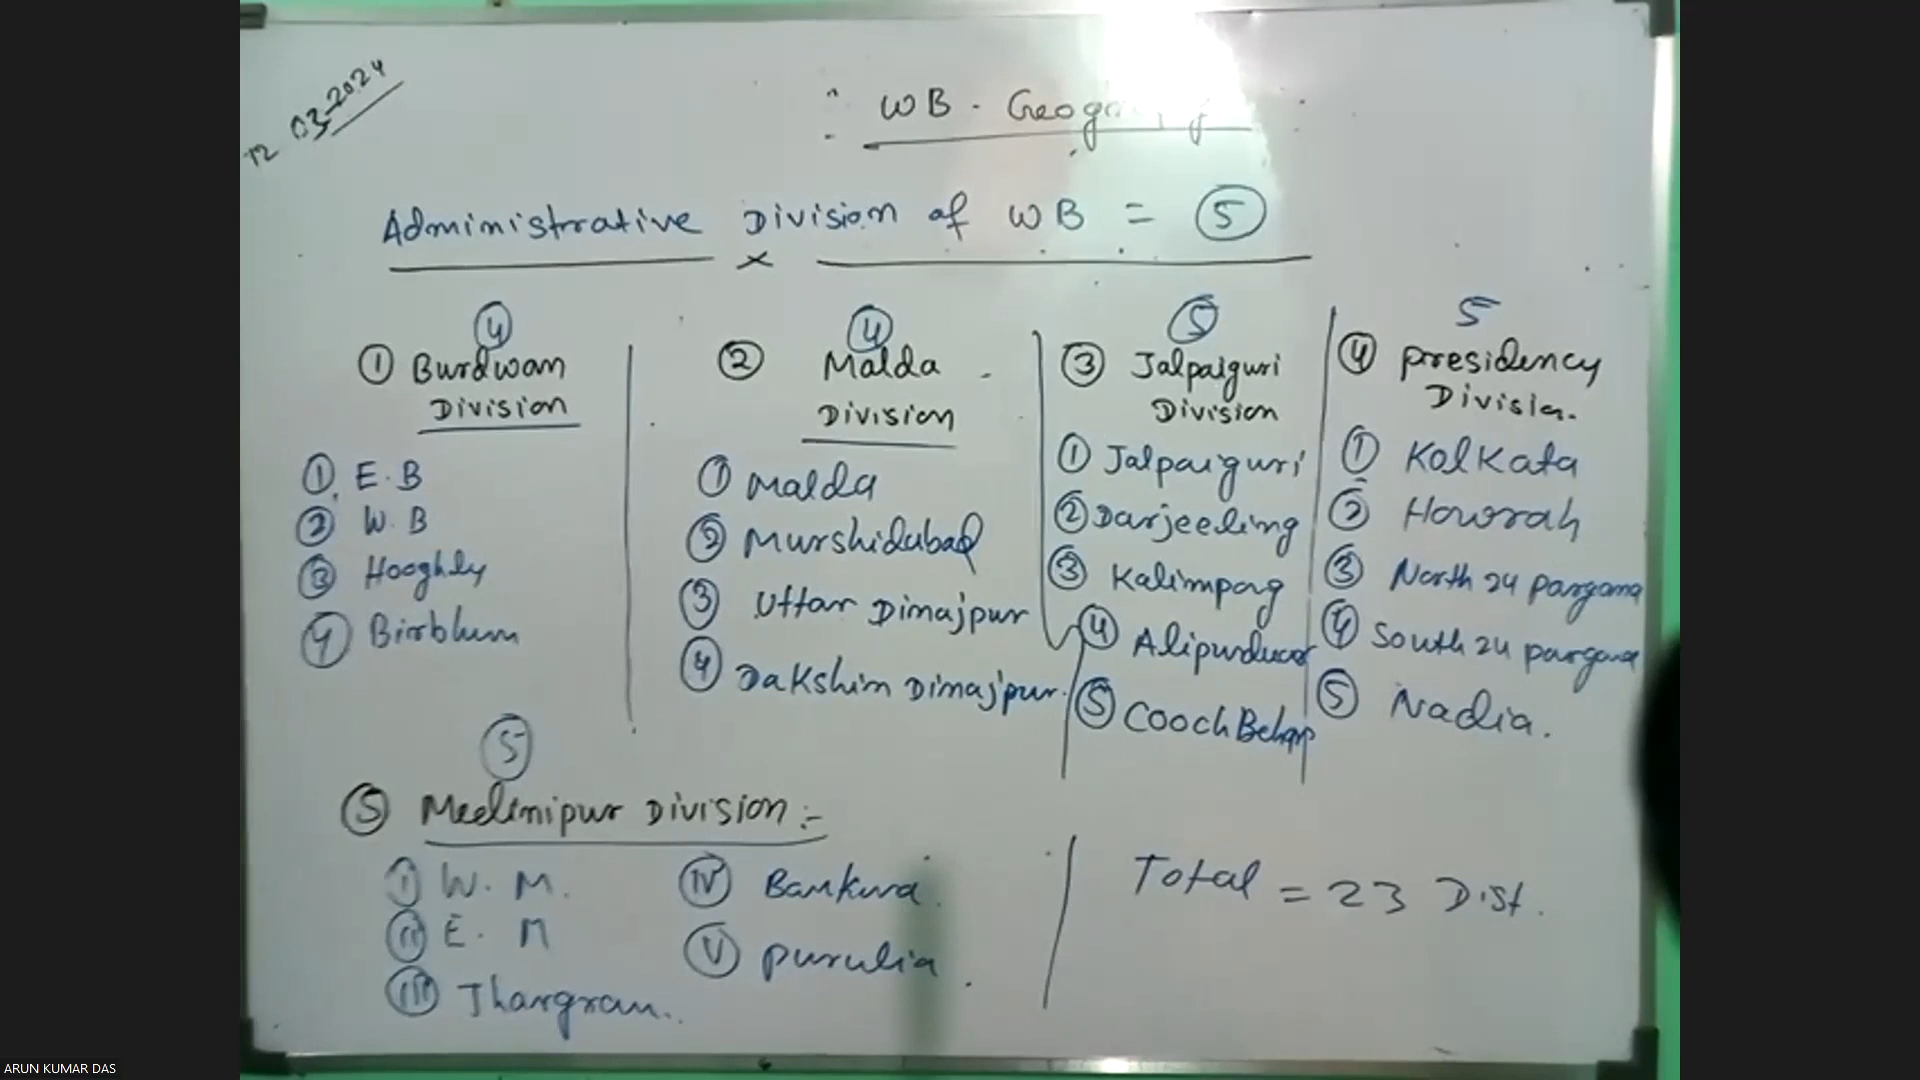 12 03-2024
WB - Geography
Administrative Division of WB = 5
4
1 Burdwan
Division
1 E.B
2 W.B
3 Hooghly
4 Birbhum
4
2 Malda
Division
1 Malda
2 Murshidabad
3 Uttar Dinajpur
4 Dakshin Dinajpur.
5
3 Jalpaiguri
Division
1 Jalpaiguri
2 Darjeeling
3 Kalimpong
4 Alipurduar
5 Cooch Behar
5
4 Presidency
Division.
1 Kolkata
2 Howrah
3 North 24 pargana
4 South 24 pargana
5 Nadia.
5
5 Medinipur Division :-
I W. M.
II E. M
III Jhargram.
IV Bankura
V Purulia
Total = 23 Dist.
ARUN KUMAR DAS